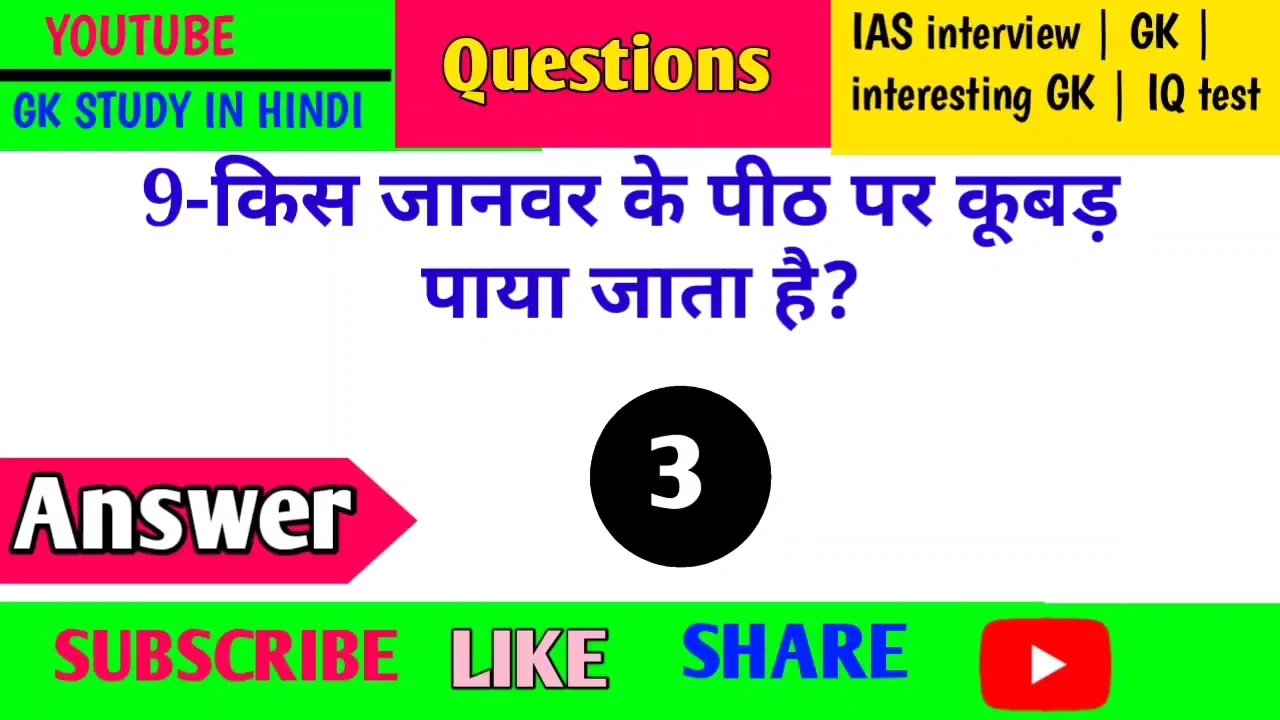 YOUTUBE
GK STUDY IN HINDI
Questions
IAS interview | GK |
interesting GK | IQ test
9-किस जानवर के पीठ पर कूबड़
पाया जाता है?
3
Answer
SUBSCRIBE
LIKE
SHARE